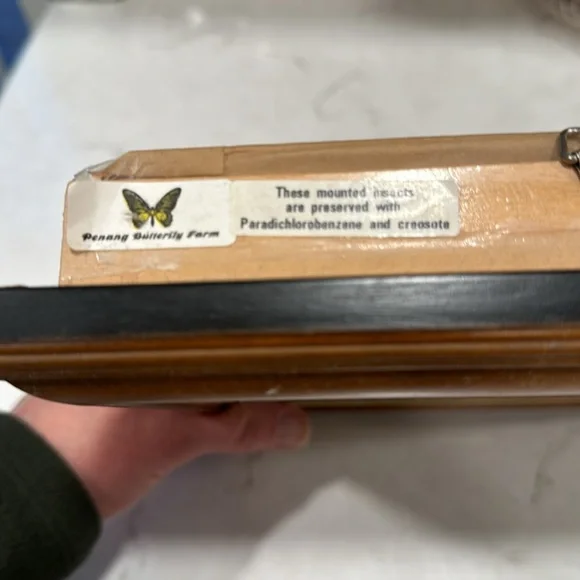 Penang Butterfly Farm
These mounted insects
are preserved with
Paradichlorobenzene and creosote